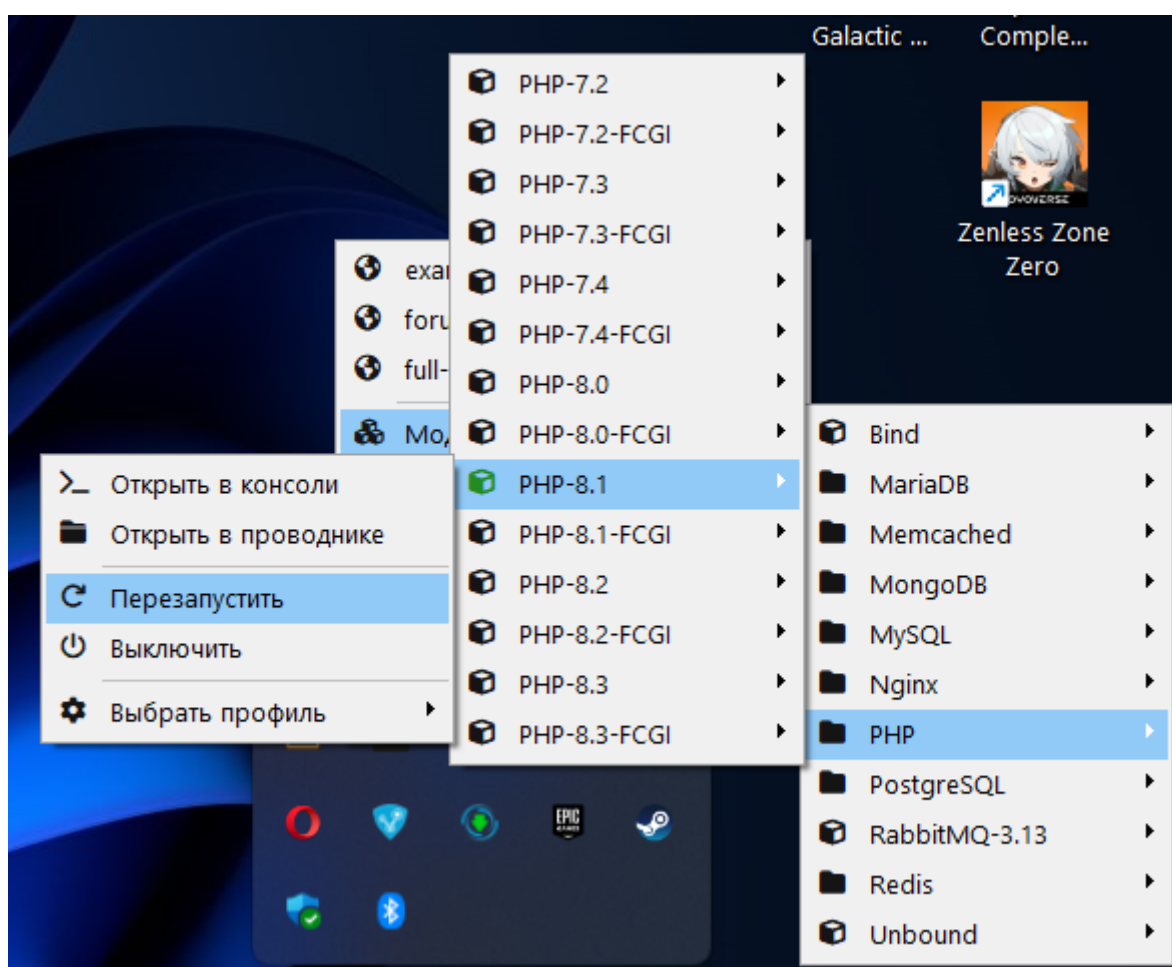 Galactic ...
Comple...
Zenless Zone
Zero
PHP-7.2
PHP-7.2-FCGI
PHP-7.3
PHP-7.3-FCGI
PHP-7.4
PHP-7.4-FCGI
PHP-8.0
PHP-8.0-FCGI
PHP-8.1
PHP-8.1-FCGI
PHP-8.2
PHP-8.2-FCGI
PHP-8.3
PHP-8.3-FCGI
full-
Открыть в консоли
Открыть в проводнике
Перезапустить
Выключить
Выбрать профиль
Bind
MariaDB
Memcached
MongoDB
MySQL
Nginx
PHP
PostgreSQL
RabbitMQ-3.13
Redis
Unbound
EPIC
GAMES